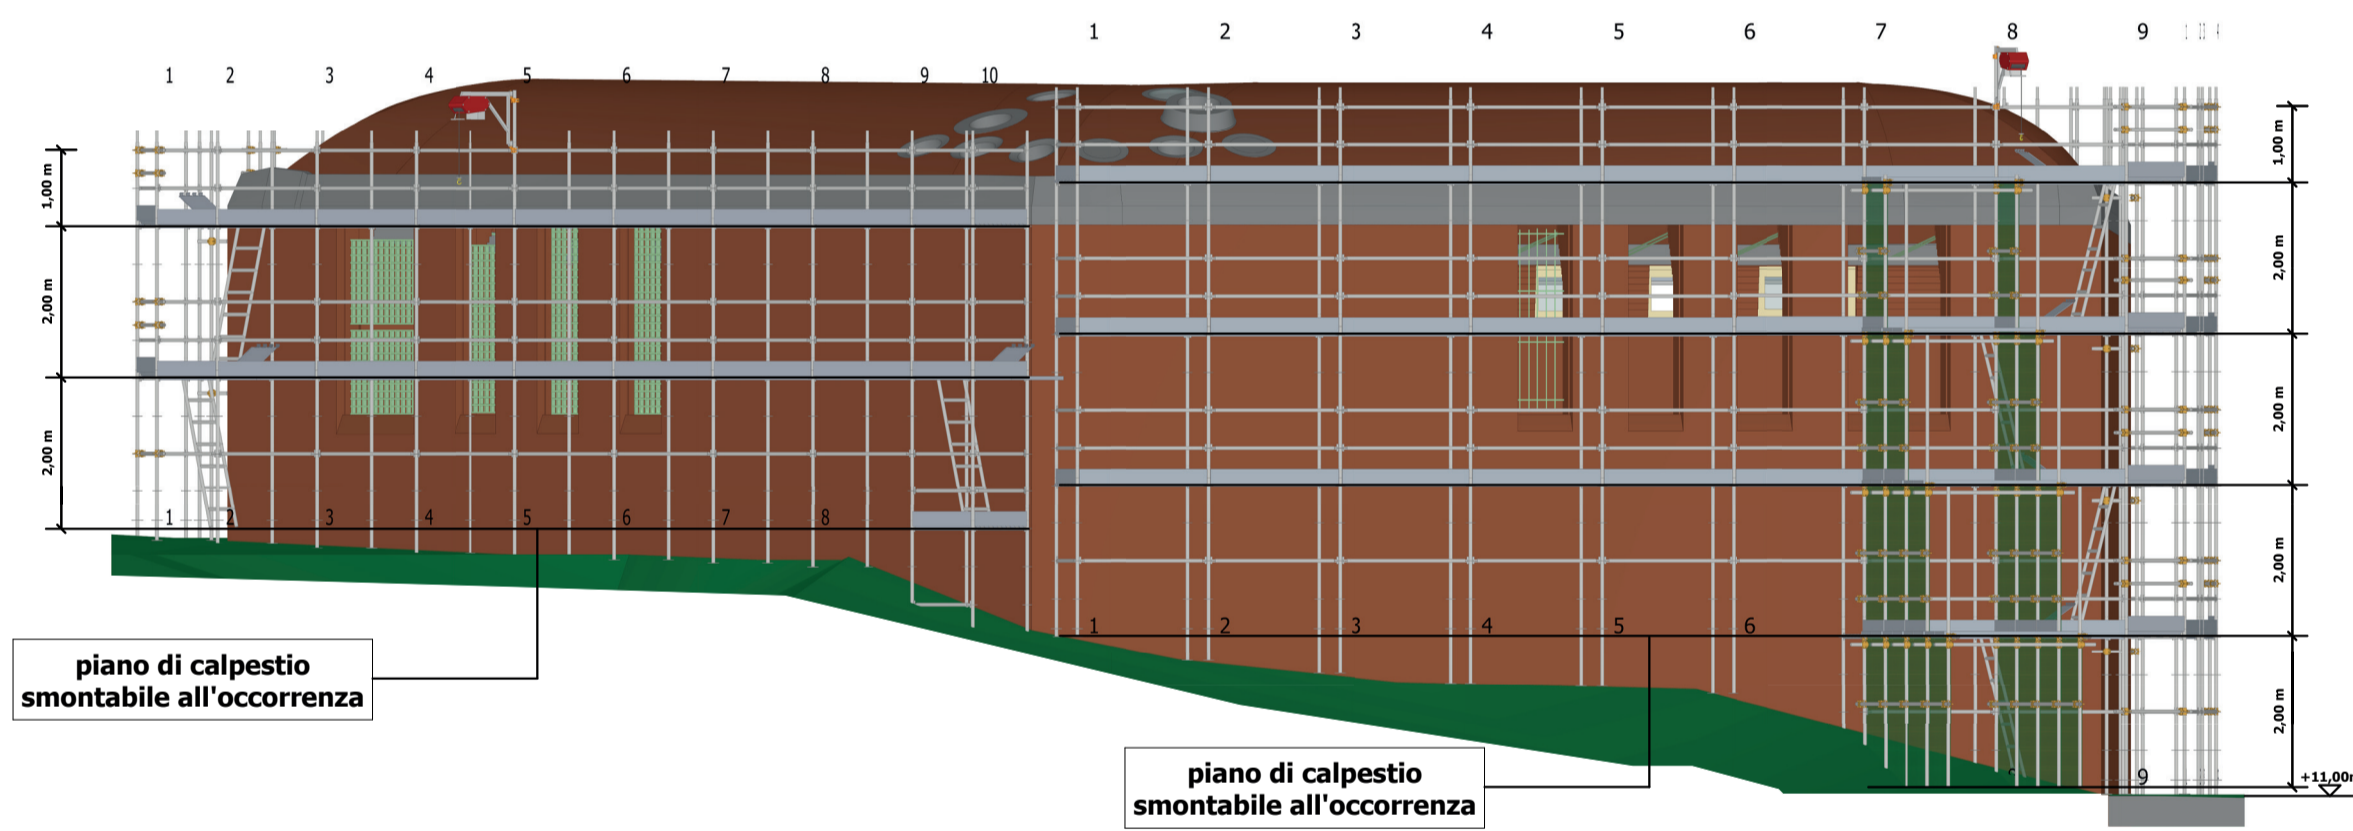 1 2 3 4 5 6 7 8 9
1 2 3 4 5 6 7 8 9 10
1,00 m
2,00 m
2,00 m
1,00 m
2,00 m
2,00 m
2,00 m
2,00 m
2
2
1 2 3 4 5 6 7 8
1 2 3 4 5 6
9
+11,00
piano di calpestio
smontabile all'occorrenza
piano di calpestio
smontabile all'occorrenza